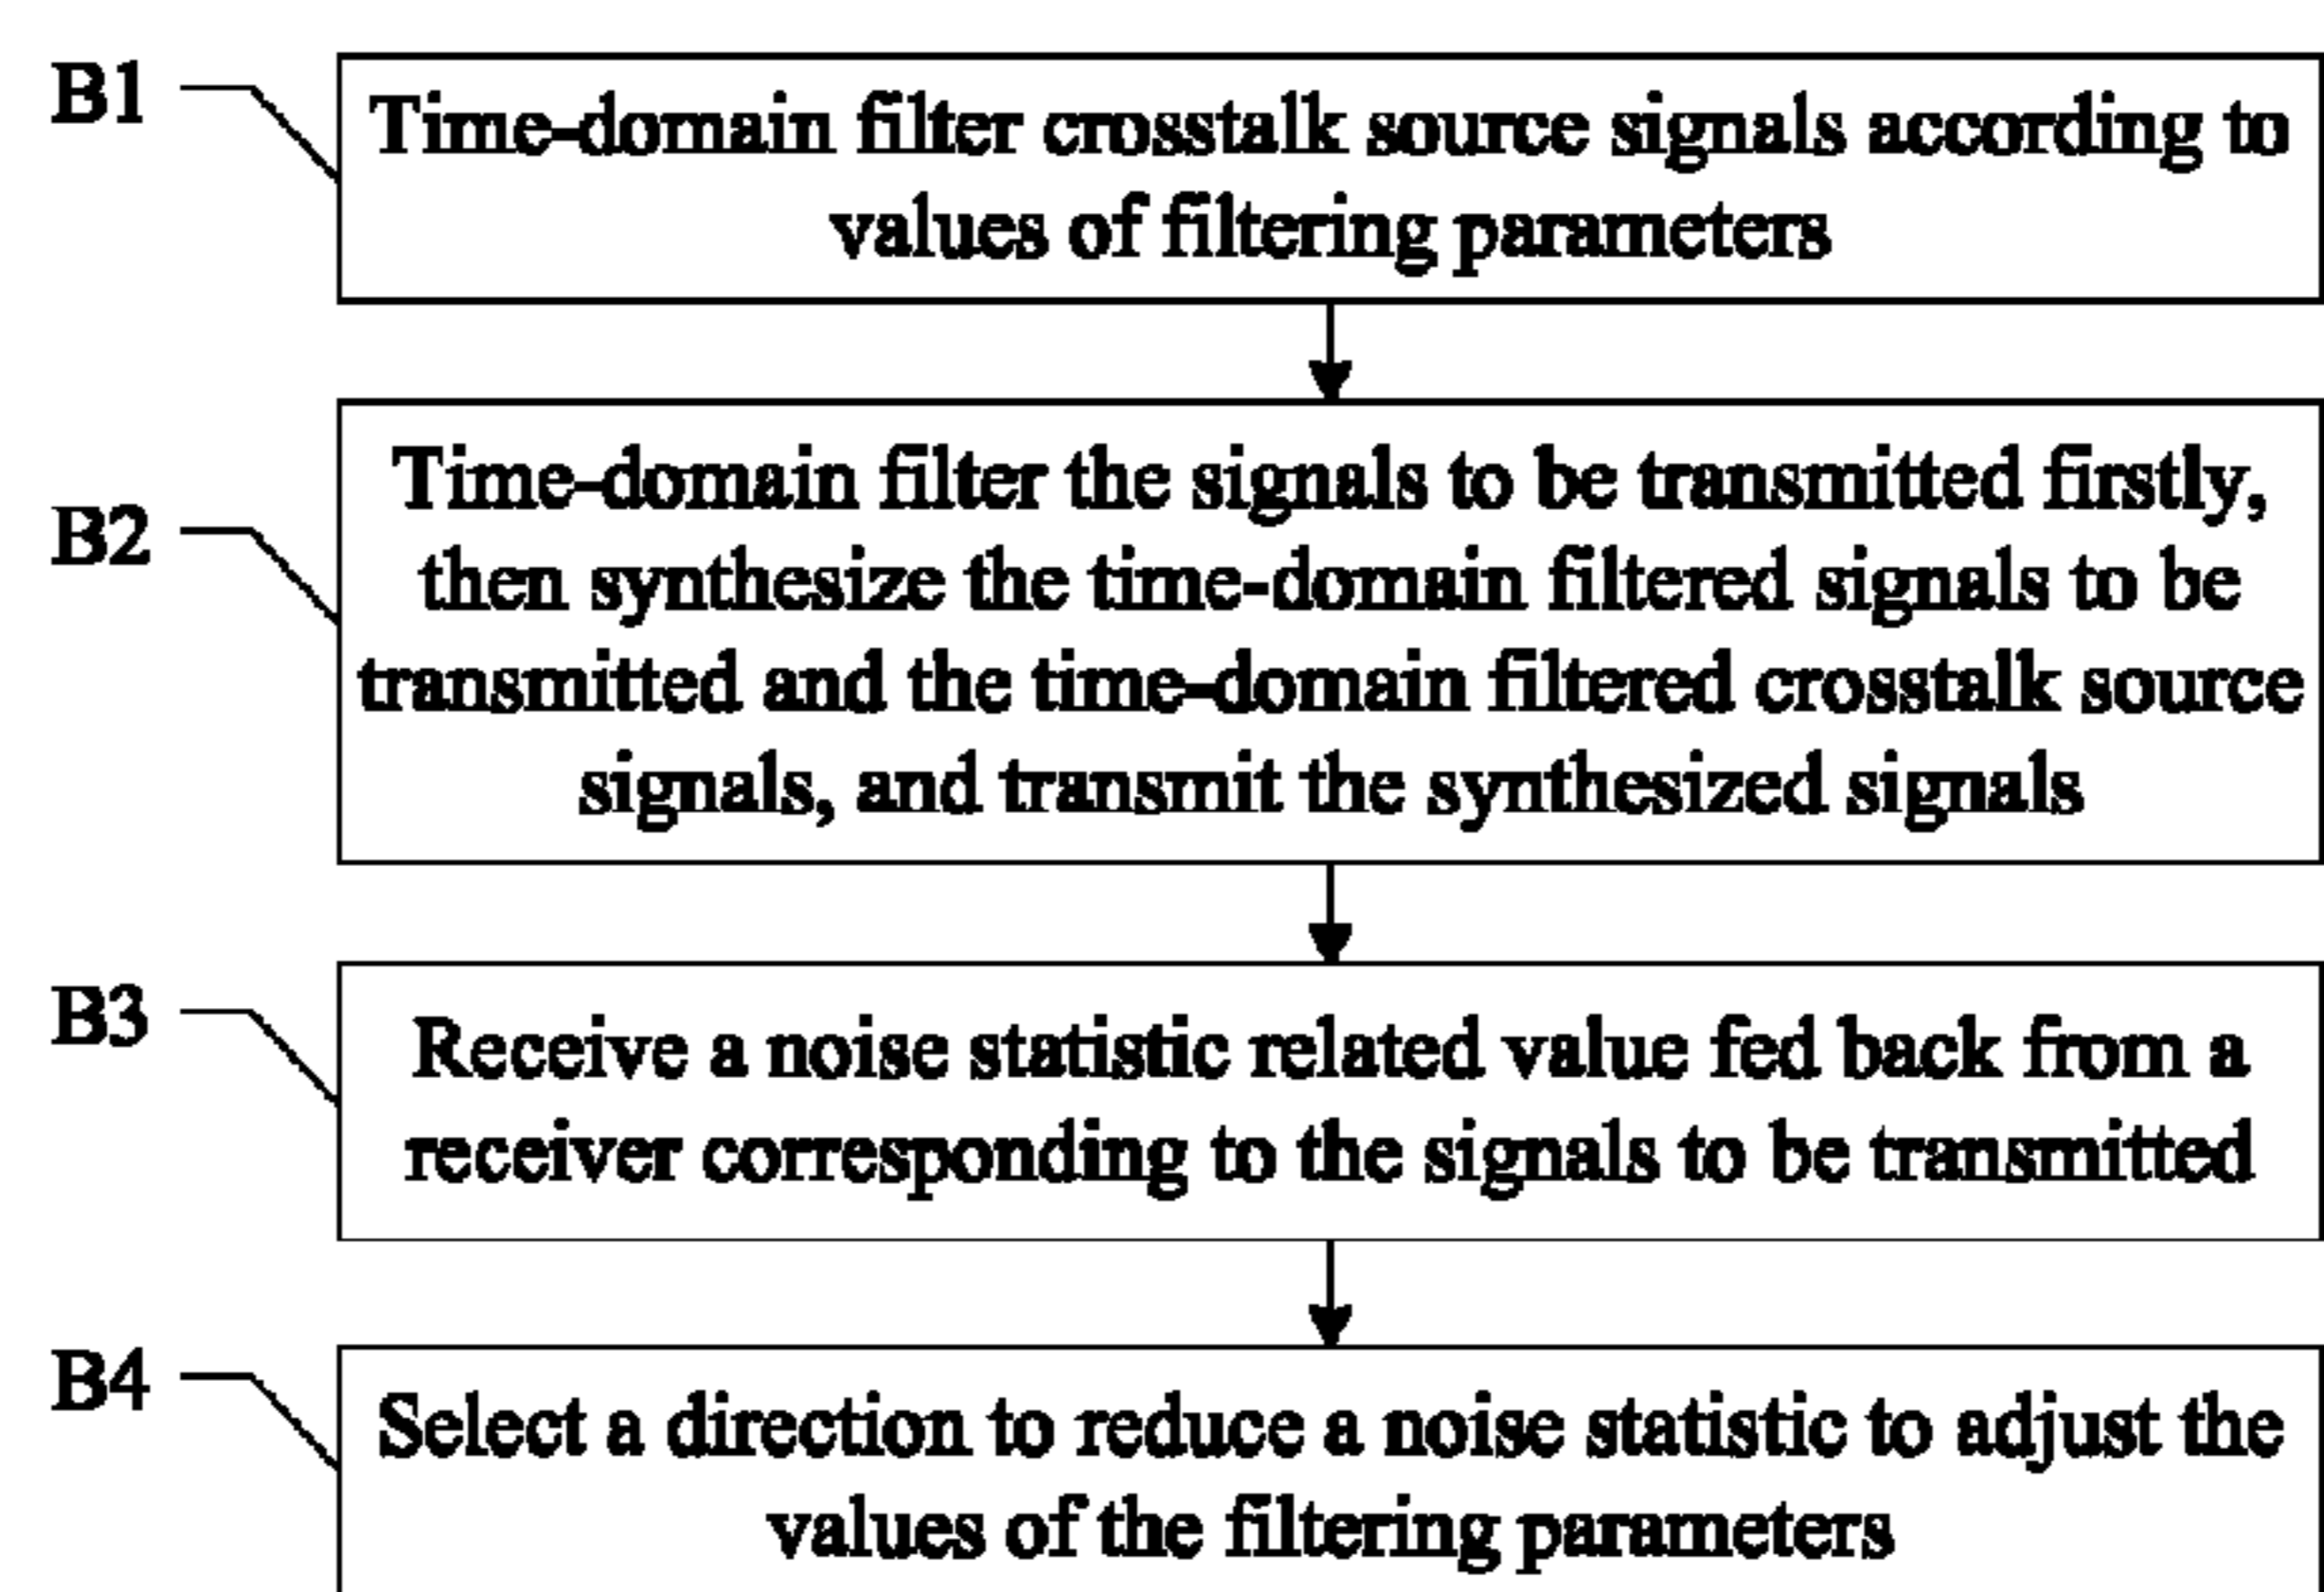 B1
Time-domain filter crosstalk source signals according to
values of filtering parameters
B2
Time-domain filter the signals to be transmitted firstly,
then synthesize the time-domain filtered signals to be
transmitted and the time-domain filtered crosstalk source
signals, and transmit the synthesized signals
B3
Receive a noise statistic related value fed back from a
receiver corresponding to the signals to be transmitted
B4
Select a direction to reduce a noise statistic to adjust the
values of the filtering parameters